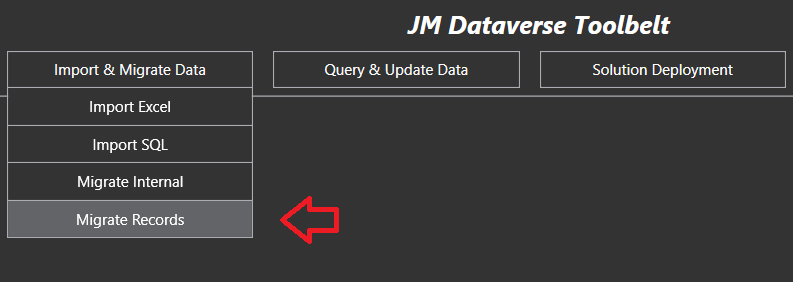 JM Dataverse Toolbelt
Import & Migrate Data
Query & Update Data
Solution Deployment
Import Excel
Import SQL
Migrate Internal
Migrate Records